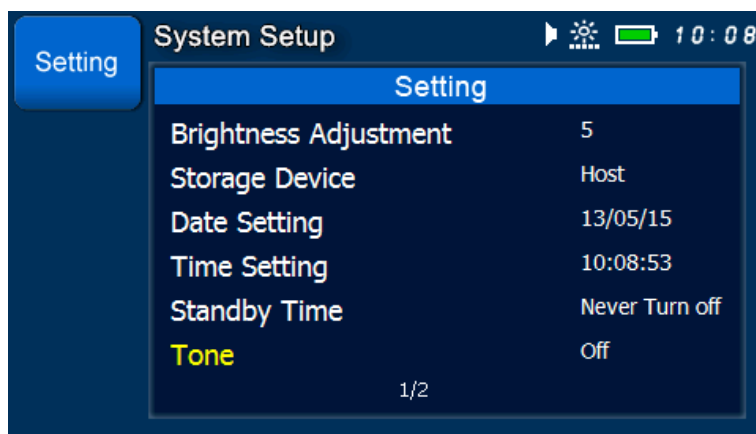 Setting
System Setup 10:08
Setting
Brightness Adjustment 5
Storage Device Host
Date Setting 13/05/15
Time Setting 10:08:53
Standby Time Never Turn off
Tone Off
1/2